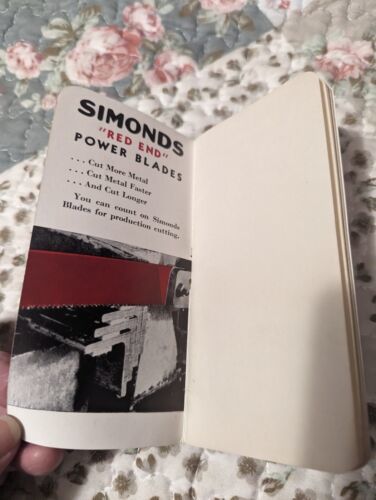 SIMONDS
"RED END"
POWER BLADES
. . . Cut More Metal
. . . Cut Metal Faster
. . . And Cut Longer
You can count on Simonds
Blades for production cutting.